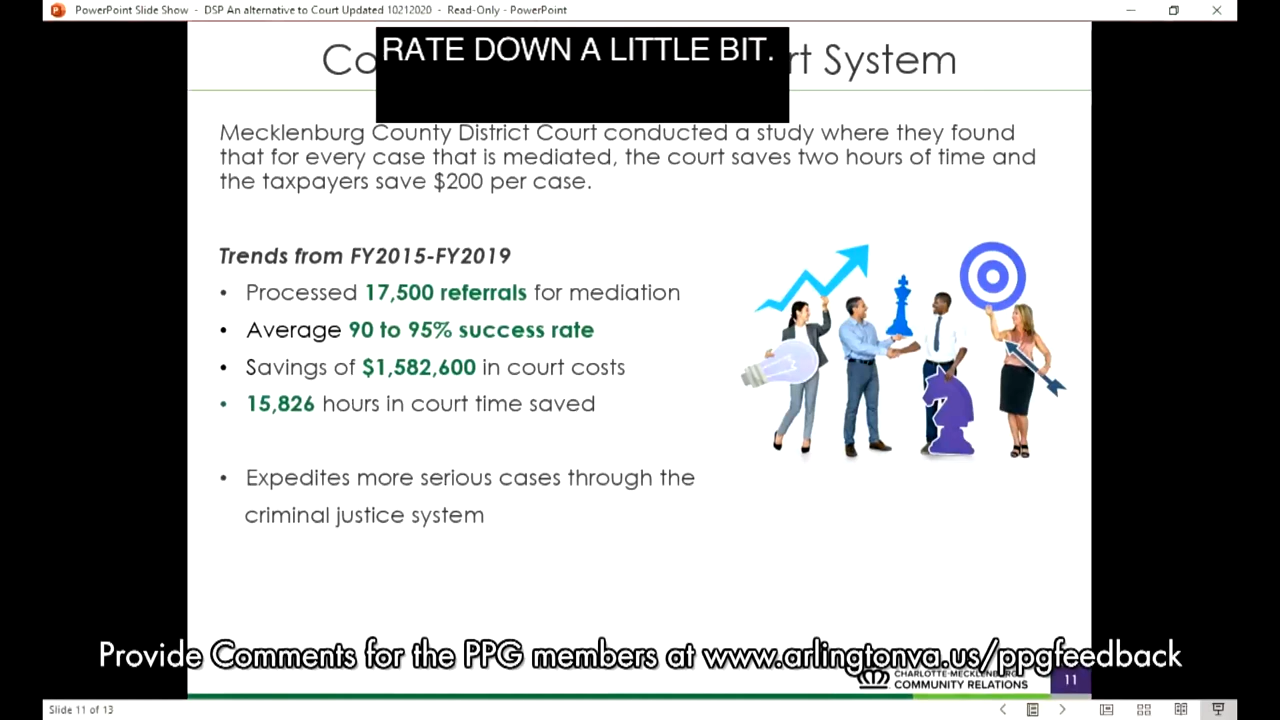 PowerPoint Slide Show - DSP An alternative to Court Updated 10212020 - Read-Only - PowerPoint
RATE DOWN A LITTLE BIT.
Co rt System
Mecklenburg County District Court conducted a study where they found
that for every case that is mediated, the court saves two hours of time and
the taxpayers save $200 per case.
Trends from FY2015-FY2019
• Processed 17,500 referrals for mediation
• Average 90 to 95% success rate
• Savings of $1,582,600 in court costs
• 15,826 hours in court time saved
• Expedites more serious cases through the
criminal justice system
Provide Comments for the PPG members at www.arlingtonva.us/ppgfeedback
CHARLOTTE-MECKLENBURG
COMMUNITY RELATIONS
11
Slide 11 of 13